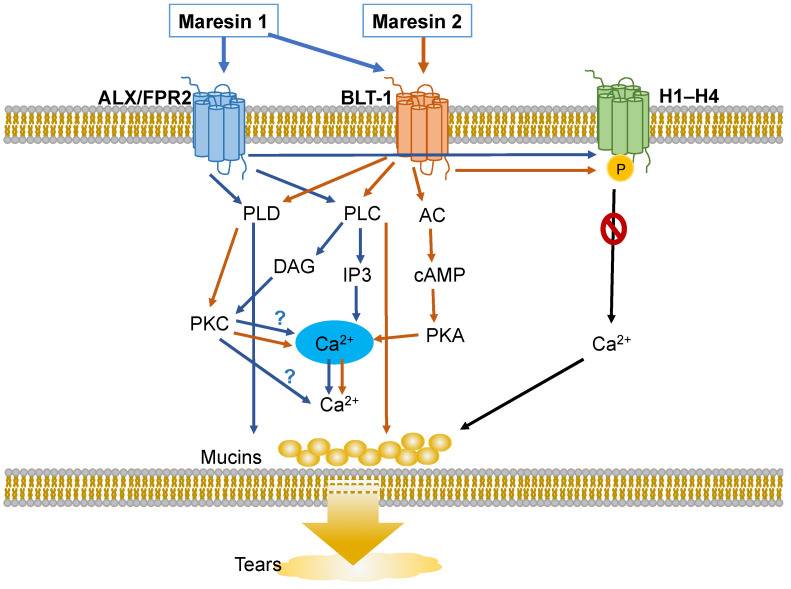 Maresin 1
Maresin 2
ALX/FPR2
BLT-1
H1–H4
P
PLD
PLC
AC
DAG
IP3
cAMP
PKC
?
Ca²⁺
PKA
Ca²⁺
?
Ca²⁺
Mucins
Tears